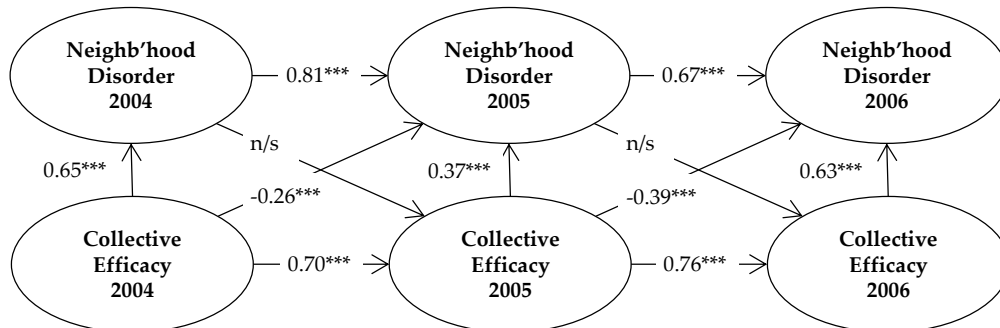 Neighb'hood
Disorder
2004
0.81***
Neighb'hood
Disorder
2005
0.67***
Neighb'hood
Disorder
2006
n/s
n/s
0.65***
0.37***
0.63***
-0.26***
-0.39***
Collective
Efficacy
2004
0.70***
Collective
Efficacy
2005
0.76***
Collective
Efficacy
2006